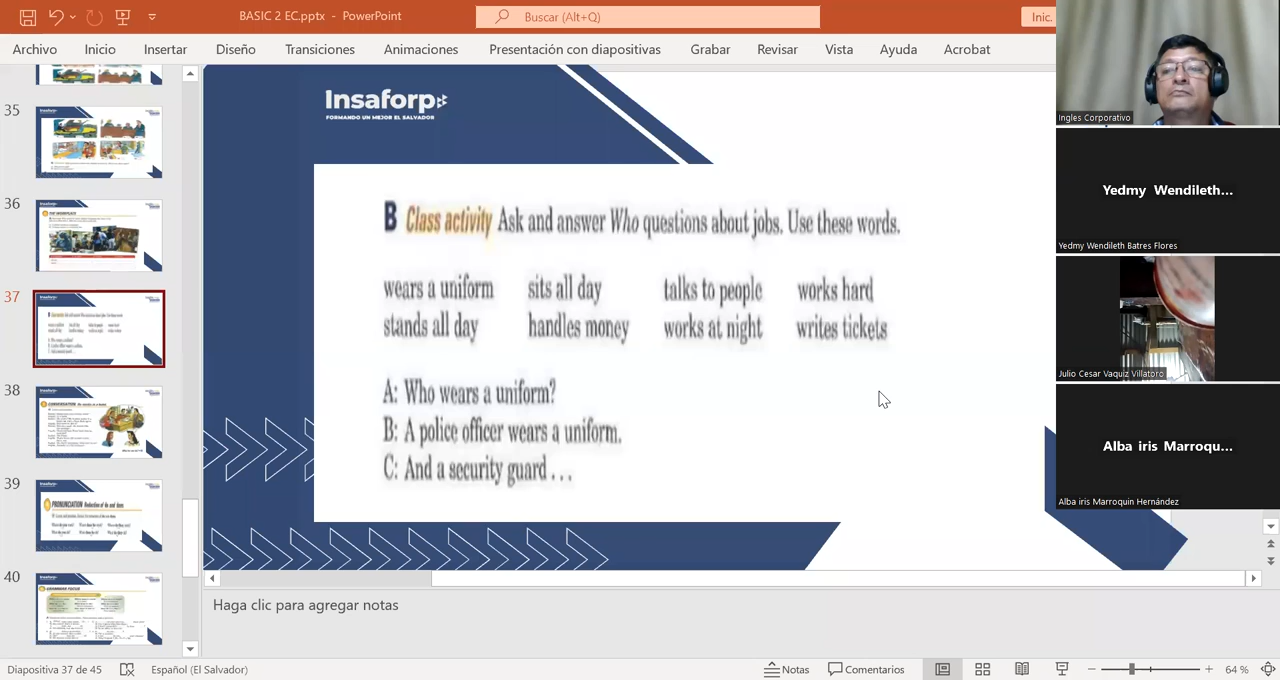 BASIC 2 EC.pptx - PowerPoint
Buscar (Alt+Q)
Inic.
Archivo Inicio Insertar Diseño Transiciones Animaciones Presentación con diapositivas Grabar Revisar Vista Ayuda Acrobat
35
36
37
38
39
40
Insaforp
FORMANDO UN MEJOR EL SALVADOR
B Class activity Ask and answer Who questions about jobs. Use these words.
wears a uniform sits all day talks to people works hard
stands all day handles money works at night writes tickets
A: Who wears a uniform?
B: A police officer wears a uniform.
C: And a security guard . . .
Ingles Corporativo
Yedmy Wendileth...
Yedmy Wendileth Batres Flores
Julio Cesar Vaquiz Villatoro
Alba iris Marroqu...
Alba iris Marroquin Hernández
Haga clic para agregar notas
Diapositiva 37 de 45 Español (El Salvador) Notas Comentarios 64 %